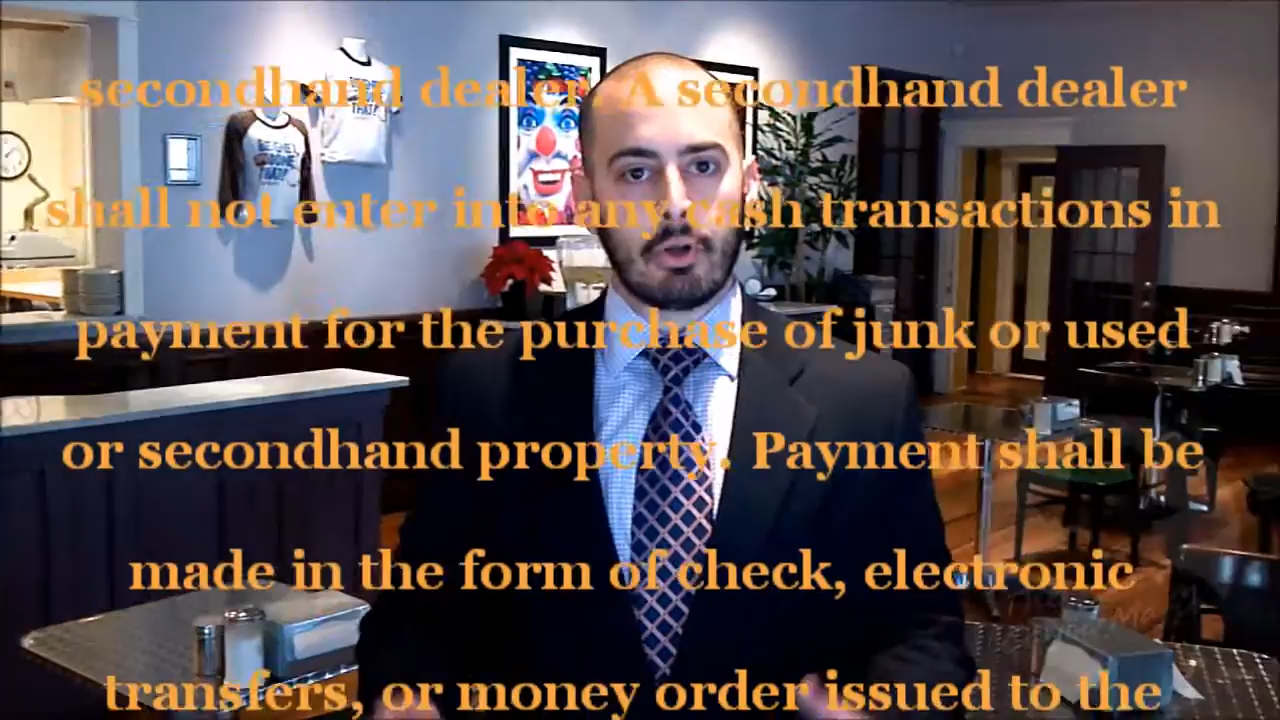 secondhand dealer. A secondhand dealer
shall not enter into any cash transactions in
payment for the purchase of junk or used
or secondhand property. Payment shall be
made in the form of check, electronic
transfers, or money order issued to the
THAT!